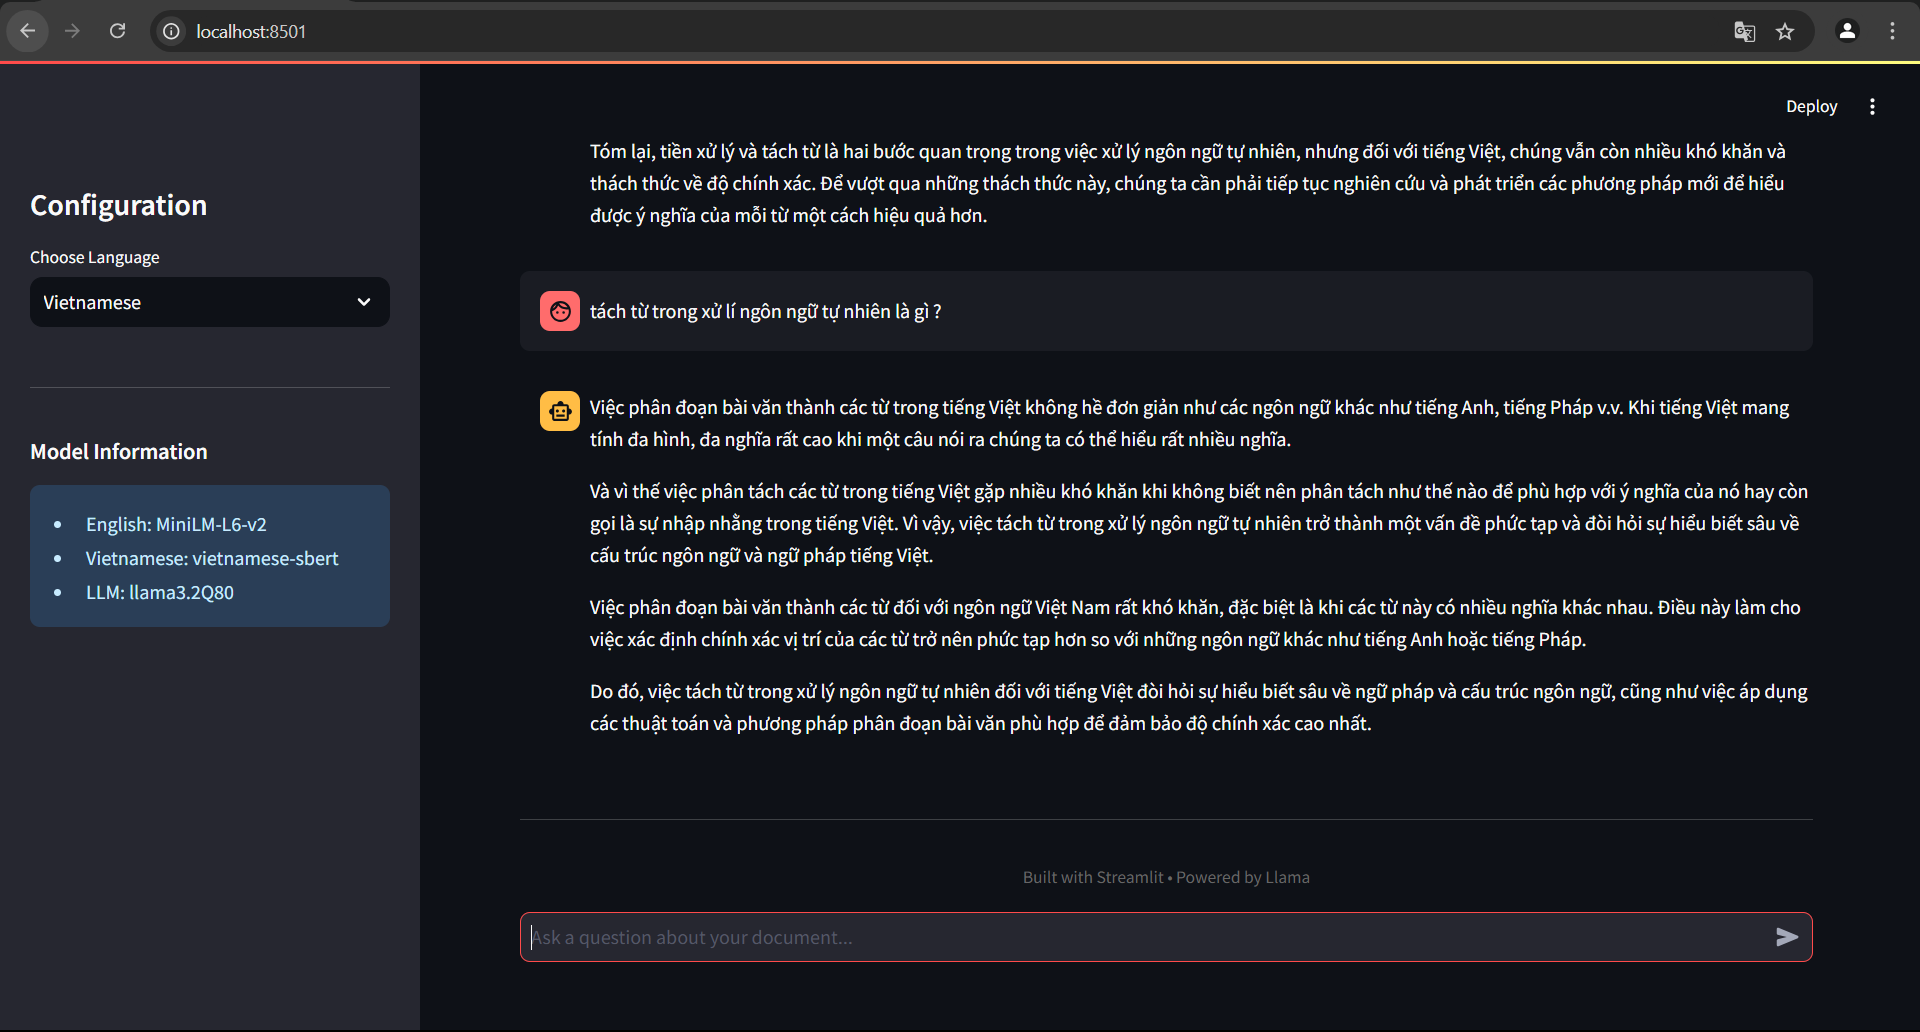 localhost:8501
Deploy
Configuration
Choose Language
Vietnamese
Model Information
• English: MiniLM-L6-v2
• Vietnamese: vietnamese-sbert
• LLM: llama3.2Q80
Tóm lại, tiền xử lý và tách từ là hai bước quan trọng trong việc xử lý ngôn ngữ tự nhiên, nhưng đối với tiếng Việt, chúng vẫn còn nhiều khó khăn và
thách thức về độ chính xác. Để vượt qua những thách thức này, chúng ta cần phải tiếp tục nghiên cứu và phát triển các phương pháp mới để hiểu
được ý nghĩa của mỗi từ một cách hiệu quả hơn.
tách từ trong xử lí ngôn ngữ tự nhiên là gì ?
Việc phân đoạn bài văn thành các từ trong tiếng Việt không hề đơn giản như các ngôn ngữ khác như tiếng Anh, tiếng Pháp v.v. Khi tiếng Việt mang
tính đa hình, đa nghĩa rất cao khi một câu nói ra chúng ta có thể hiểu rất nhiều nghĩa.
Và vì thế việc phân tách các từ trong tiếng Việt gặp nhiều khó khăn khi không biết nên phân tách như thế nào để phù hợp với ý nghĩa của nó hay còn
gọi là sự nhập nhằng trong tiếng Việt. Vì vậy, việc tách từ trong xử lý ngôn ngữ tự nhiên trở thành một vấn đề phức tạp và đòi hỏi sự hiểu biết sâu về
cấu trúc ngôn ngữ và ngữ pháp tiếng Việt.
Việc phân đoạn bài văn thành các từ đối với ngôn ngữ Việt Nam rất khó khăn, đặc biệt là khi các từ này có nhiều nghĩa khác nhau. Điều này làm cho
việc xác định chính xác vị trí của các từ trở nên phức tạp hơn so với những ngôn ngữ khác như tiếng Anh hoặc tiếng Pháp.
Do đó, việc tách từ trong xử lý ngôn ngữ tự nhiên đối với tiếng Việt đòi hỏi sự hiểu biết sâu về ngữ pháp và cấu trúc ngôn ngữ, cũng như việc áp dụng
các thuật toán và phương pháp phân đoạn bài văn phù hợp để đảm bảo độ chính xác cao nhất.
Built with Streamlit • Powered by Llama
Ask a question about your document...